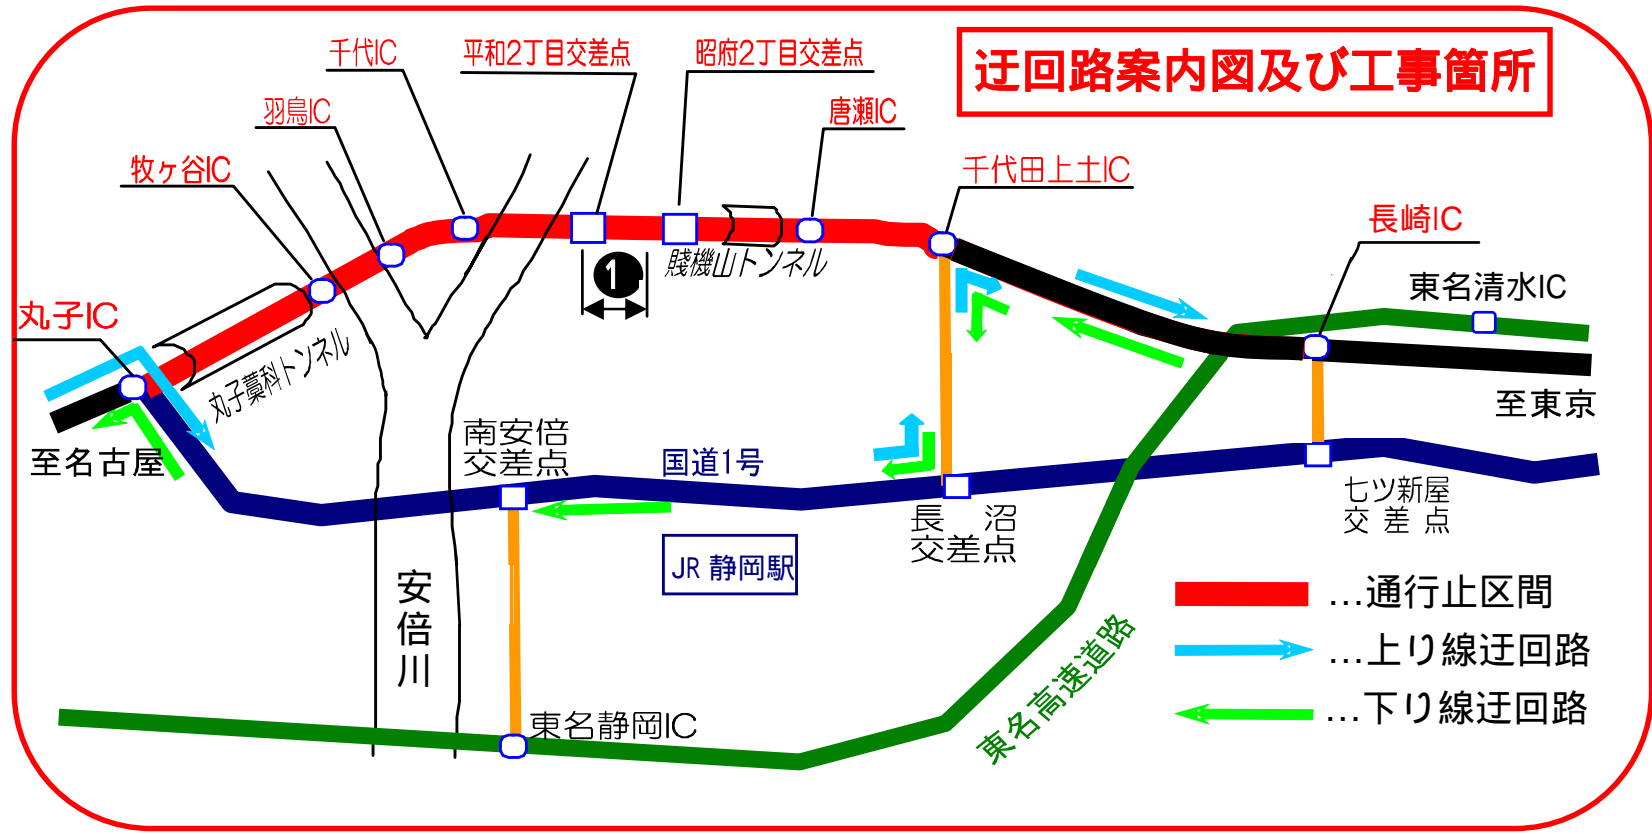 迂回路案内図及び工事箇所
千代IC
平和2丁目交差点
昭府2丁目交差点
羽鳥IC
唐瀬IC
牧ヶ谷IC
千代田上土IC
長崎IC
東名清水IC
賤機山トンネル
1
丸子IC
丸子藁科トンネル
至東京
至名古屋
南安倍
交差点
国道1号
七ツ新屋
交差点
長沼
交差点
JR 静岡駅
安倍川
東名高速道路
東名静岡IC
…通行止区間
…上り線迂回路
…下り線迂回路